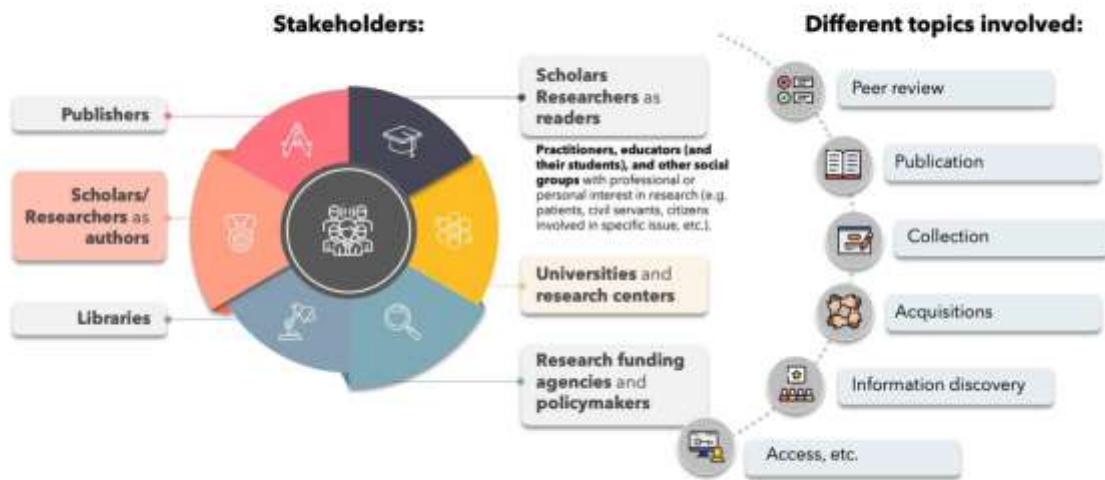 Stakeholders:
Publishers
Scholars/
Researchers as
authors
Libraries
Scholars
Researchers as
readers
Practitioners, educators (and
their students), and other social
groups with professional or
personal interest in research (e.g.
patients, civil servants, citizens
involved in specific issue, etc.).
Universities and
research centers
Research funding
agencies and
policymakers
Different topics involved:
Peer review
Publication
Collection
Acquisitions
Information discovery
Access, etc.